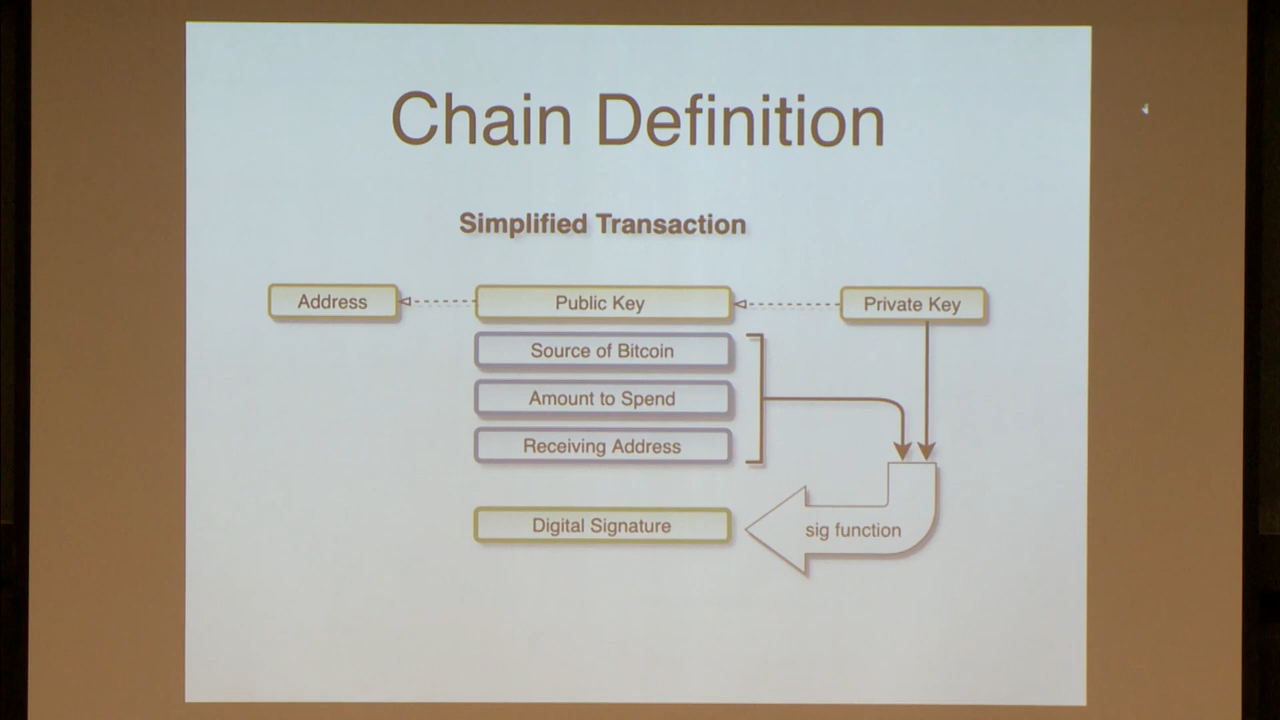 Chain Definition
Simplified Transaction
Address
Public Key
Private Key
Source of Bitcoin
Amount to Spend
Receiving Address
Digital Signature
sig function